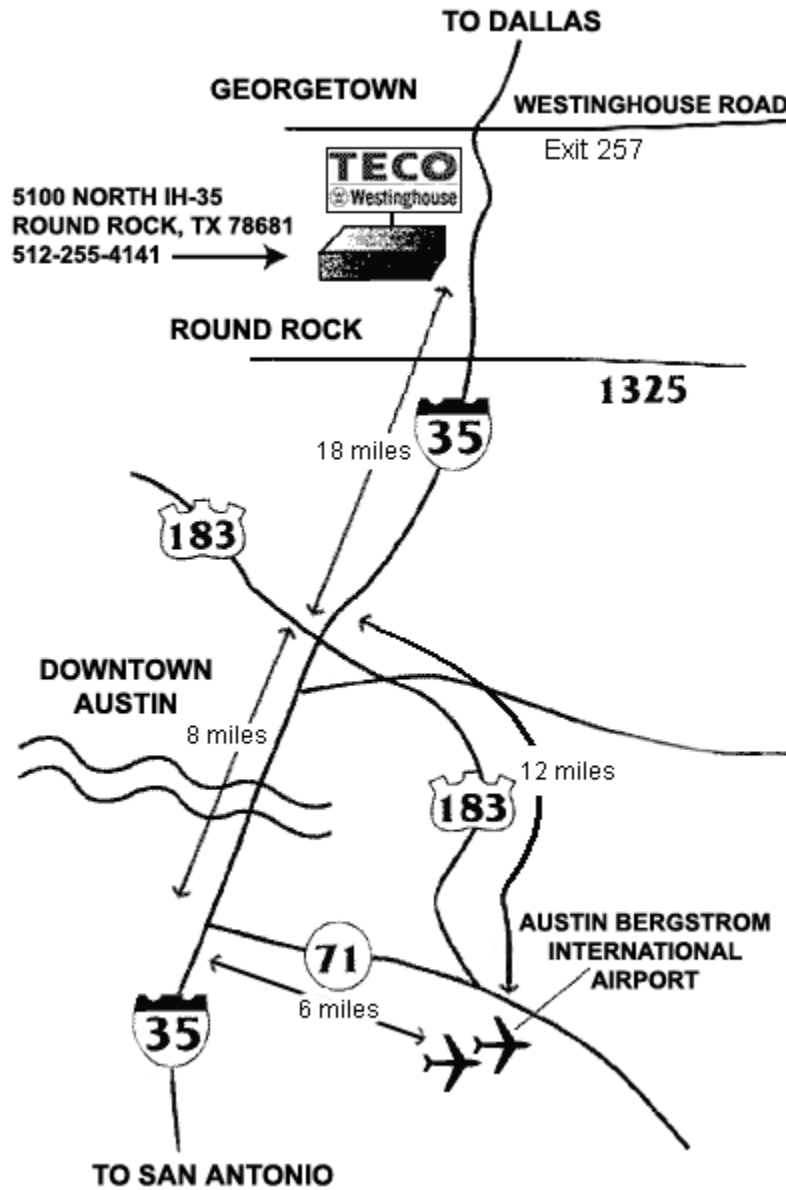 TO DALLAS
GEORGETOWN
WESTINGHOUSE ROAD
Exit 257
TECO
Westinghouse
5100 NORTH IH-35
ROUND ROCK, TX 78681
512-255-4141
ROUND ROCK
1325
35
18 miles
183
DOWNTOWN
AUSTIN
8 miles
12 miles
183
AUSTIN BERGSTROM
INTERNATIONAL
AIRPORT
71
6 miles
35
TO SAN ANTONIO